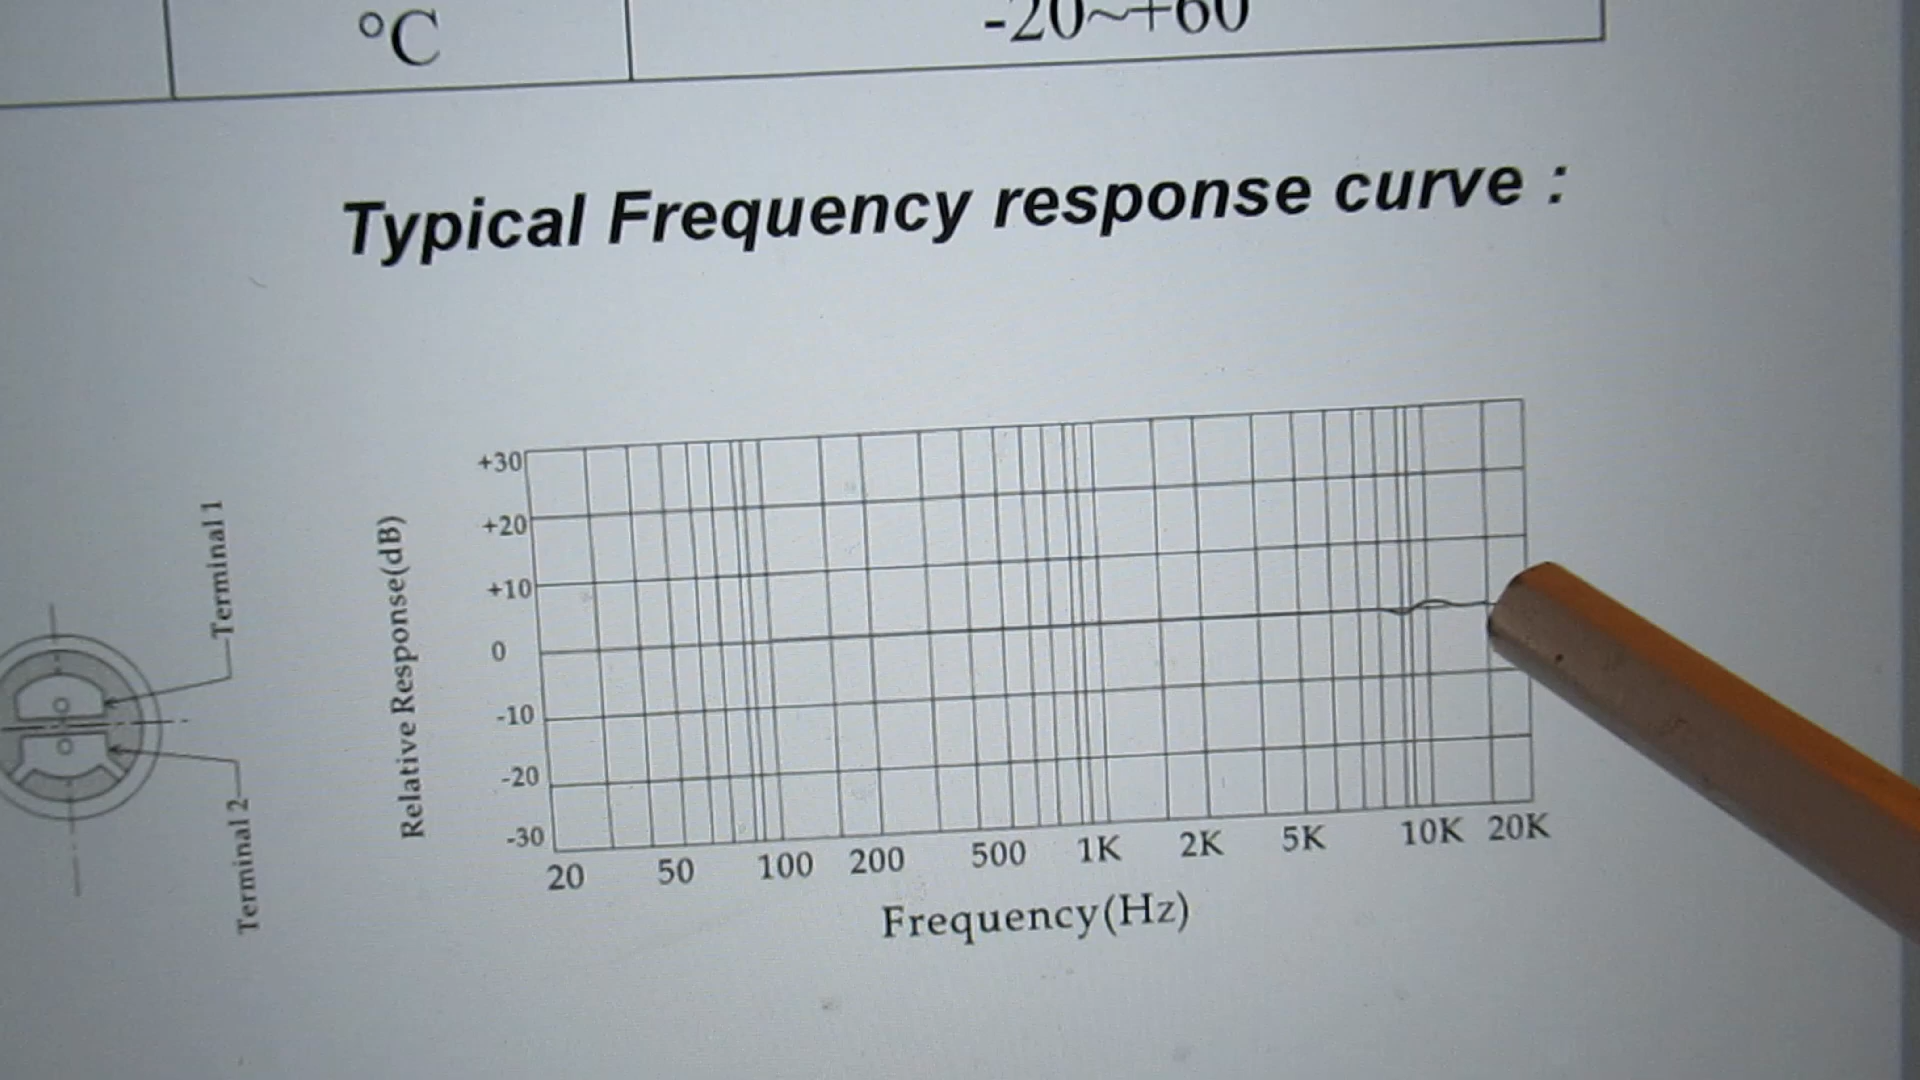 °C
-20~+60
Typical Frequency response curve :
Terminal 1
Terminal 2
Relative Response(dB)
+30
+20
+10
0
-10
-20
-30
20 50 100 200 500 1K 2K 5K 10K 20K
Frequency(Hz)